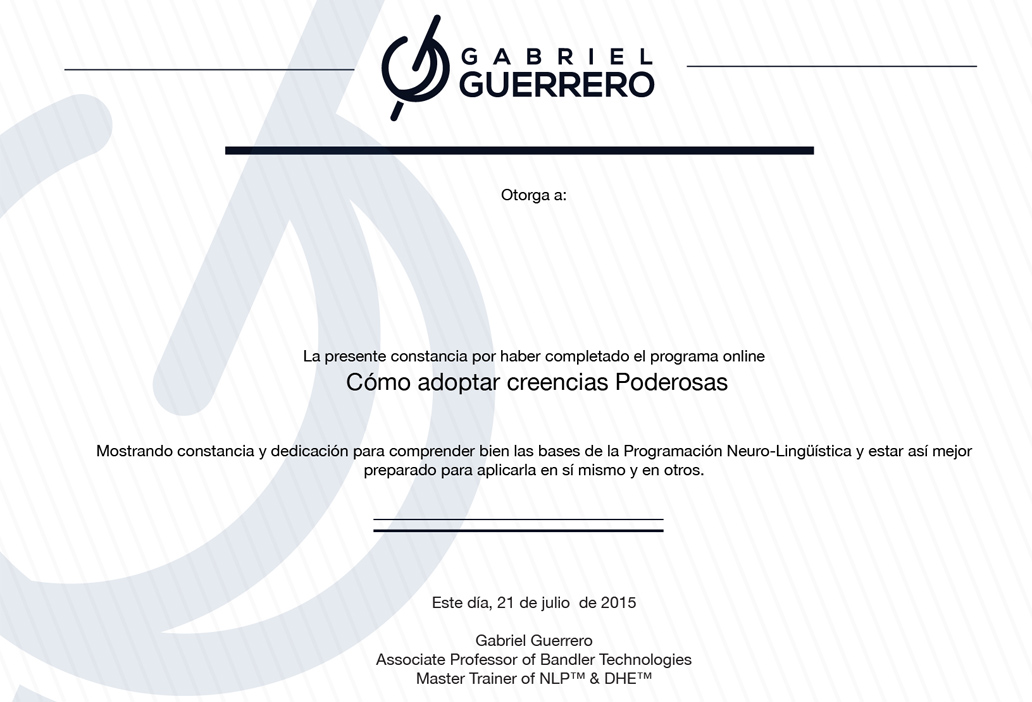 GABRIEL
GUERRERO
Otorga a:
La presente constancia por haber completado el programa online
Cómo adoptar creencias Poderosas
Mostrando constancia y dedicación para comprender bien las bases de la Programación Neuro-Lingüística y estar así mejor
preparado para aplicarla en sí mismo y en otros.
Este día, 21 de julio  de 2015
Gabriel Guerrero
Associate Professor of Bandler Technologies
Master Trainer of NLP™ & DHE™